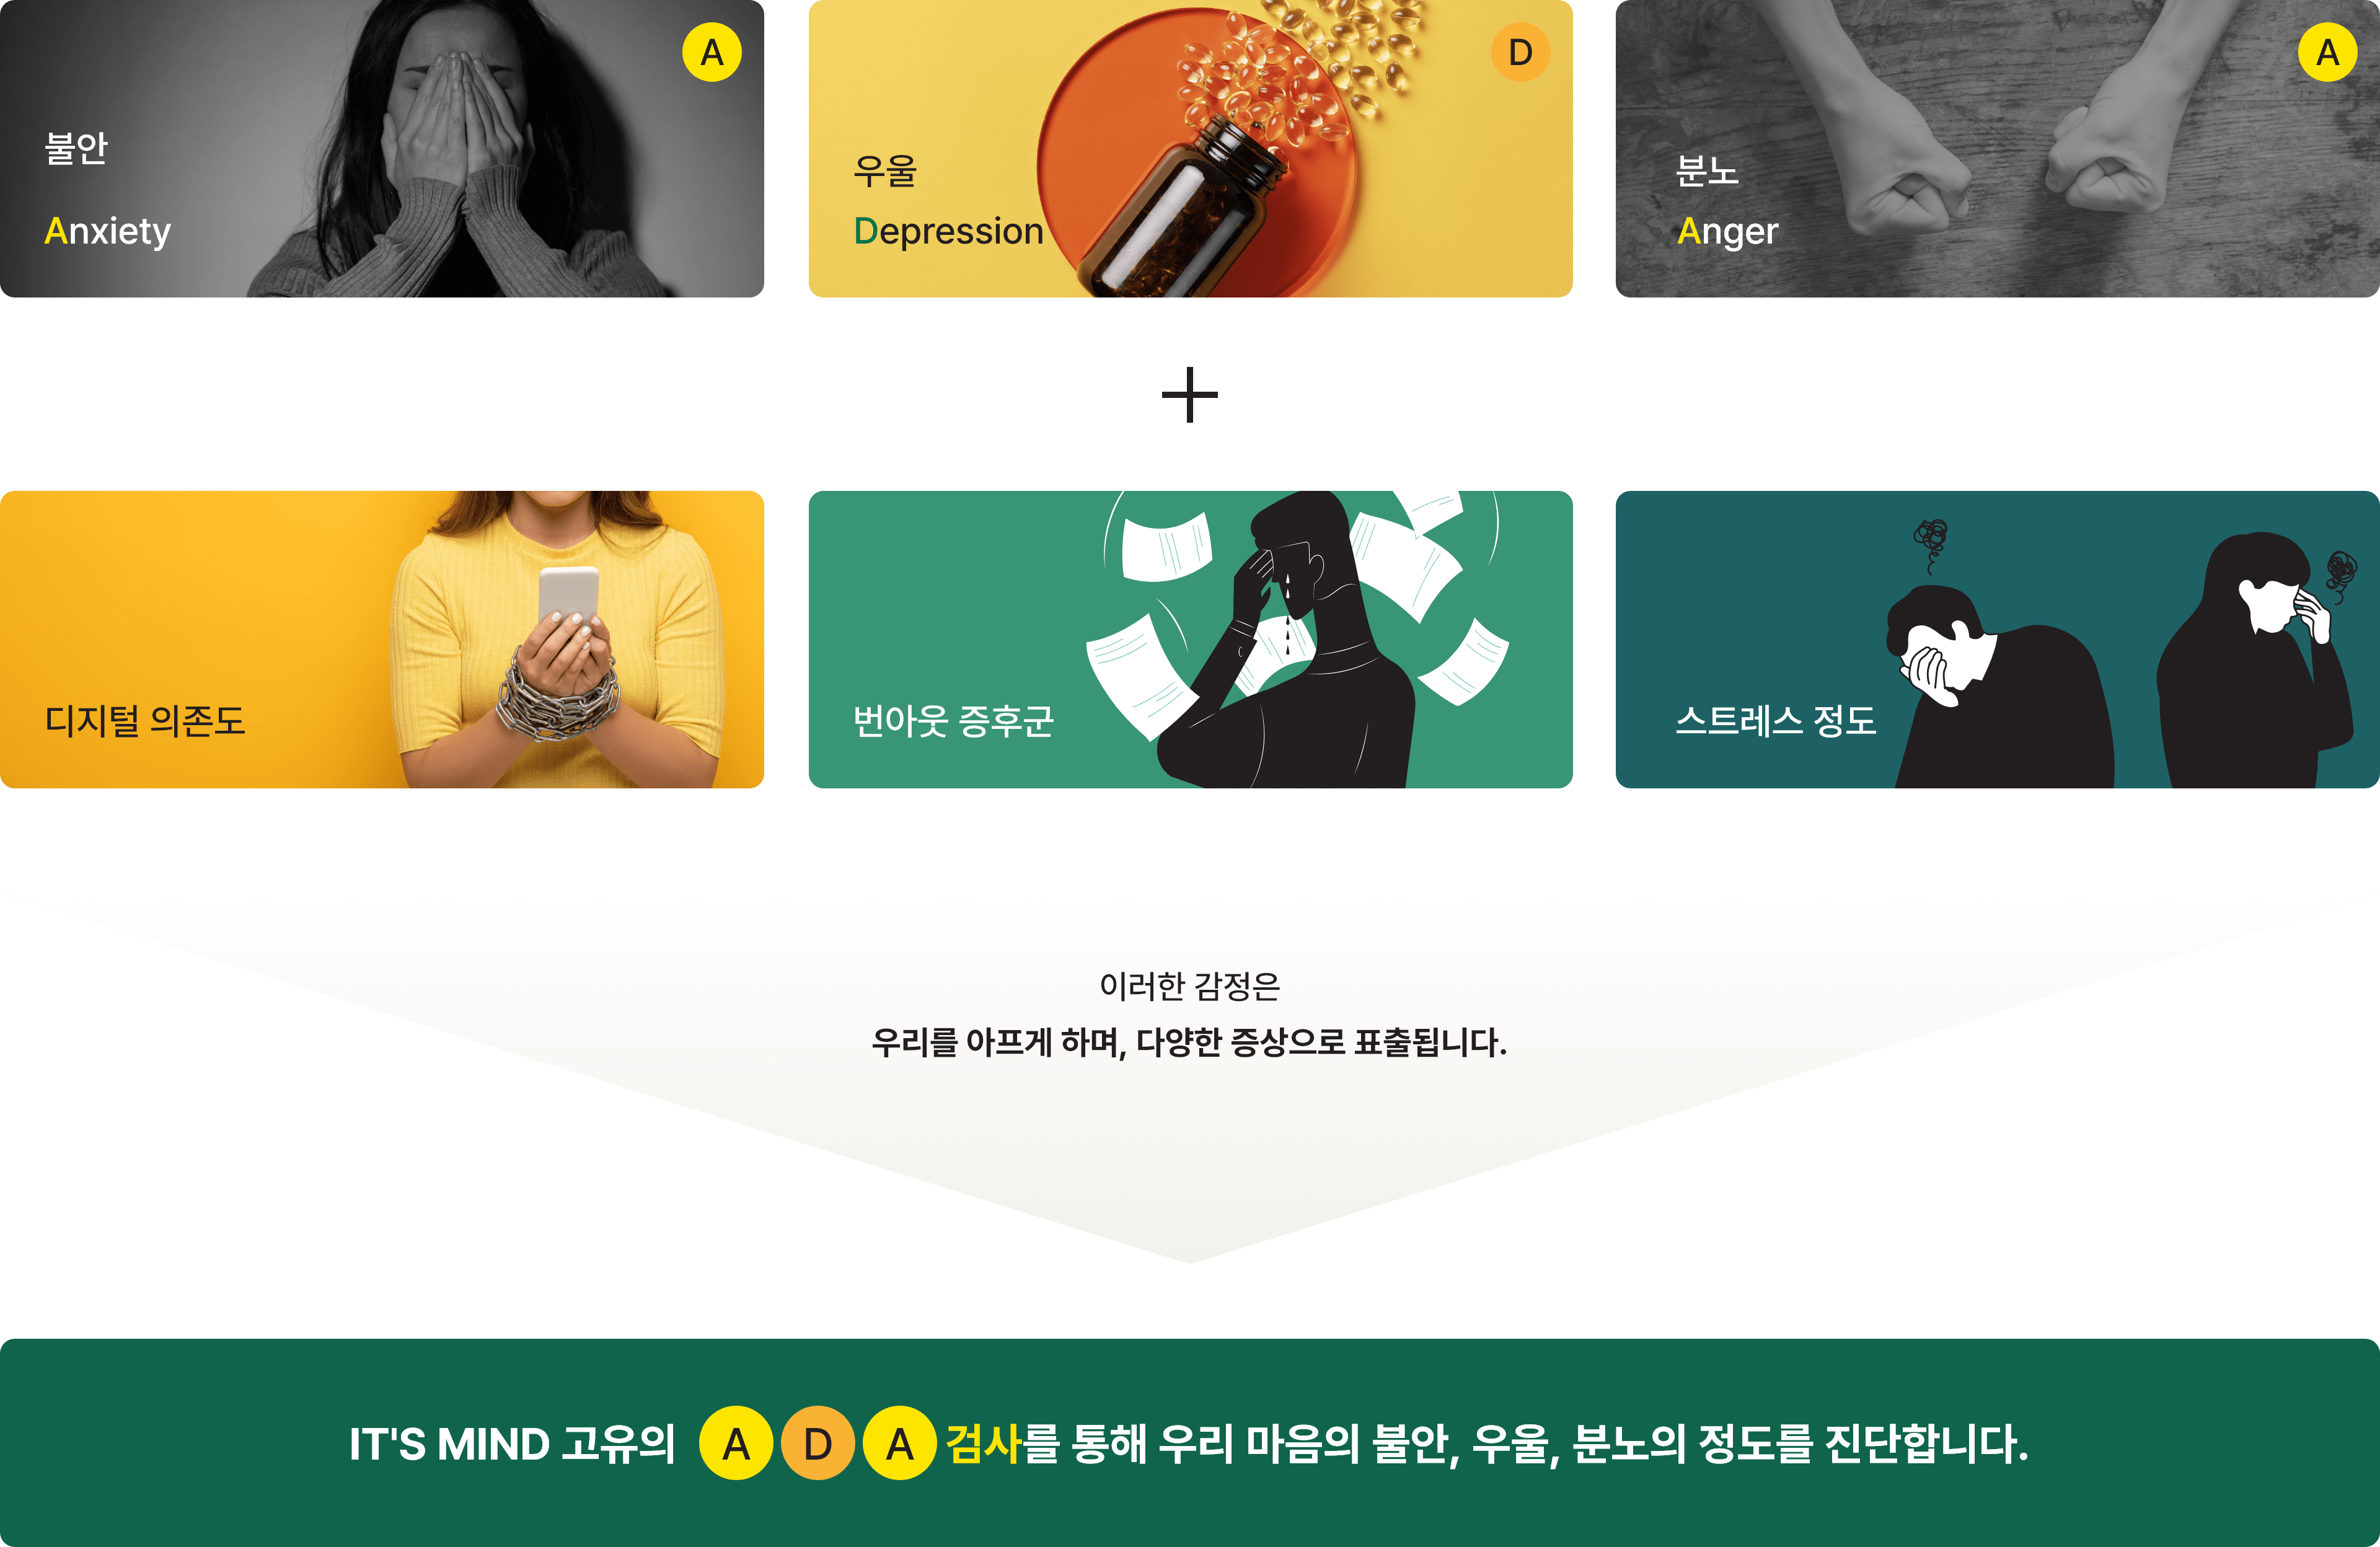 A
불안
Anxiety
D
우울
Depression
A
분노
Anger
디지털 의존도
번아웃 증후군
스트레스 정도
이러한 감정은
우리를 아프게 하며, 다양한 증상으로 표출됩니다.
IT'S MIND 고유의 A D A 검사를 통해 우리 마음의 불안, 우울, 분노의 정도를 진단합니다.